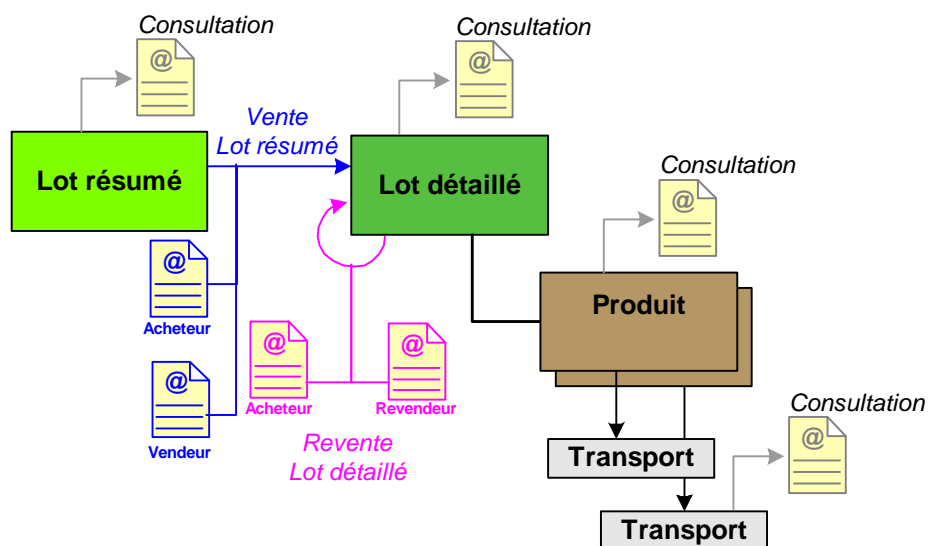 Consultation
@
Consultation
@
Vente
Lot résumé
Lot résumé
Lot détaillé
Consultation
@
@
Acheteur
Produit
@
Acheteur
@
Revendeur
@
Vendeur
Revente
Lot détaillé
Consultation
@
Transport
Transport